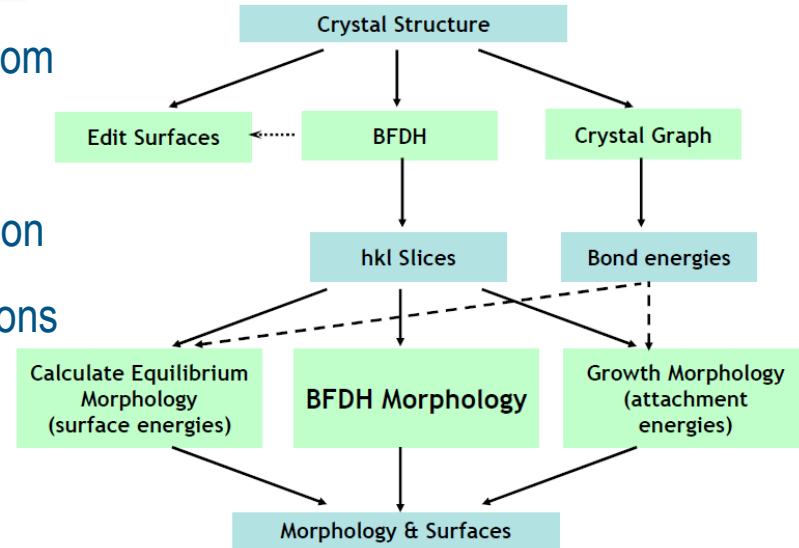 Crystal Structure
om
Edit Surfaces
BFDH
Crystal Graph
on
hkl Slices
Bond energies
ons
Calculate Equilibrium
Morphology
(surface energies)
BFDH Morphology
Growth Morphology
(attachment
energies)
Morphology & Surfaces